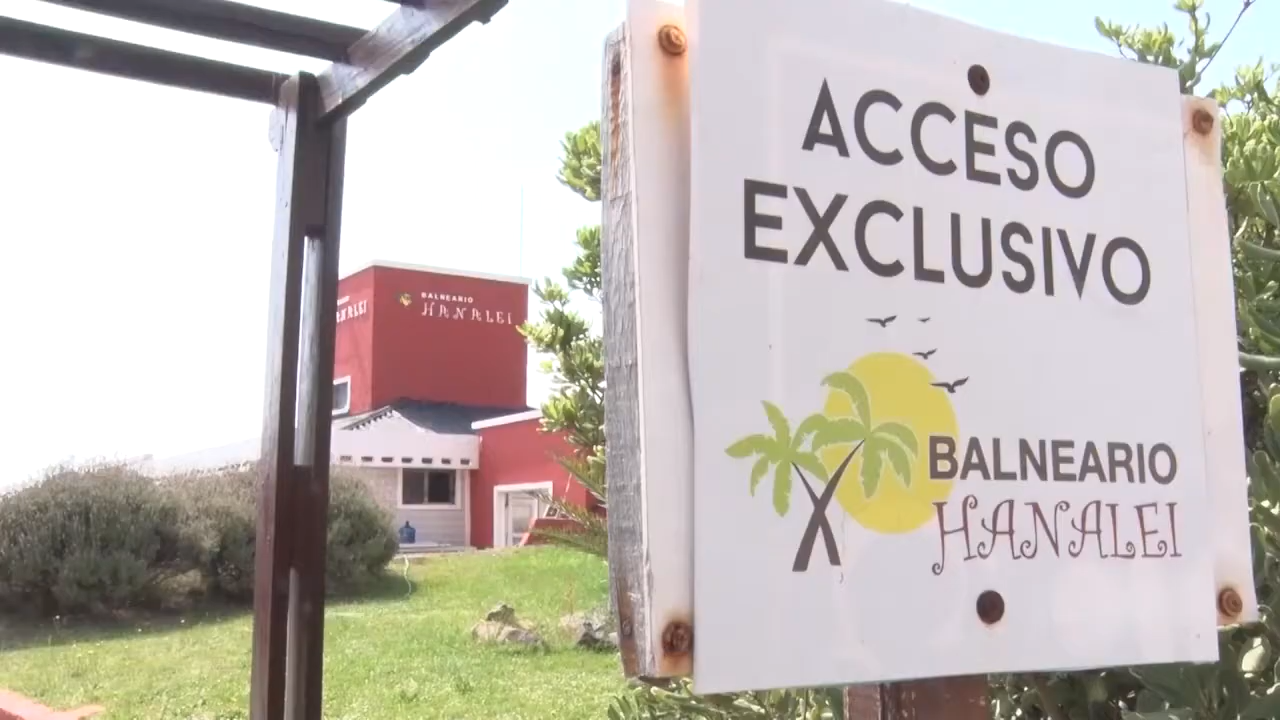 ACCESO
EXCLUSIVO
BALNEARIO
HANALEI
BALNEARIO
HANALEI